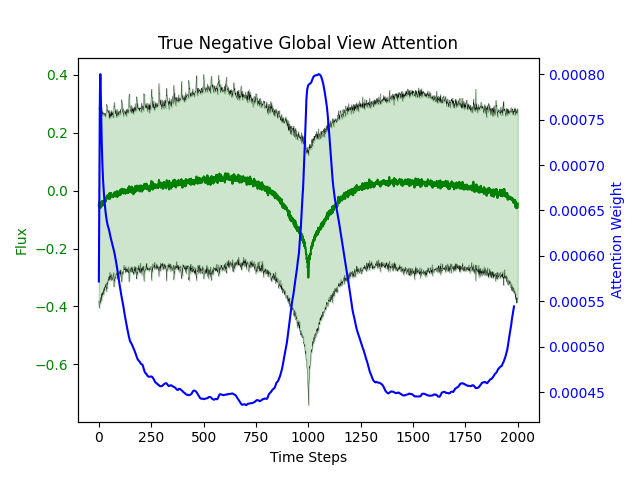 True Negative Global View Attention
0.4
0.2
0.0
−0.2
−0.4
−0.6
Flux
0.00080
0.00075
0.00070
0.00065
0.00060
0.00055
0.00050
0.00045
Attention Weight
0 250 500 750 1000 1250 1500 1750 2000
Time Steps